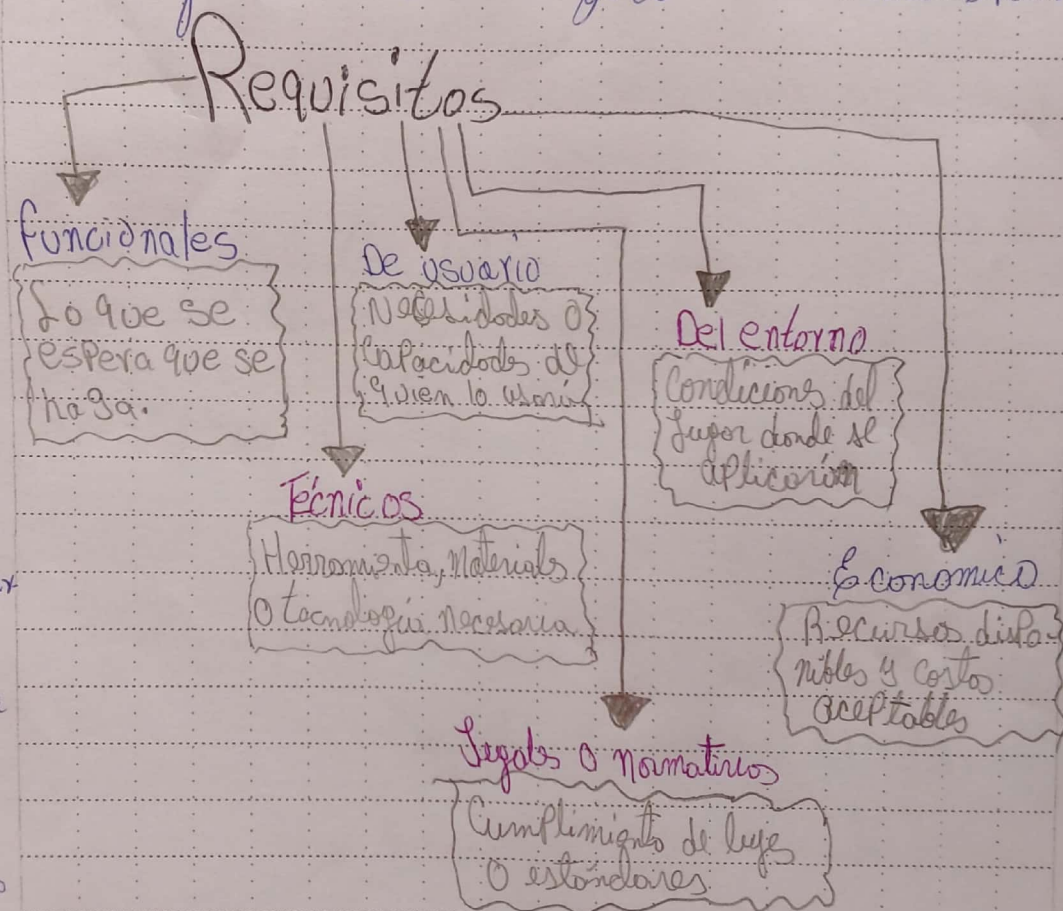 Requisitos
funcionales
Lo que se
espera que se
haga.
De usuario
Necesidades o
Capacidades de
quien lo usará
Del entorno
Condiciones del
lugar donde se
aplicarán
Técnicos
Herramienta, materials
o tecnología necesaria
Económico
Recursos dispo-
nibles y costos
aceptables
Legales o normativos
Cumplimiento de leyes
o estándares